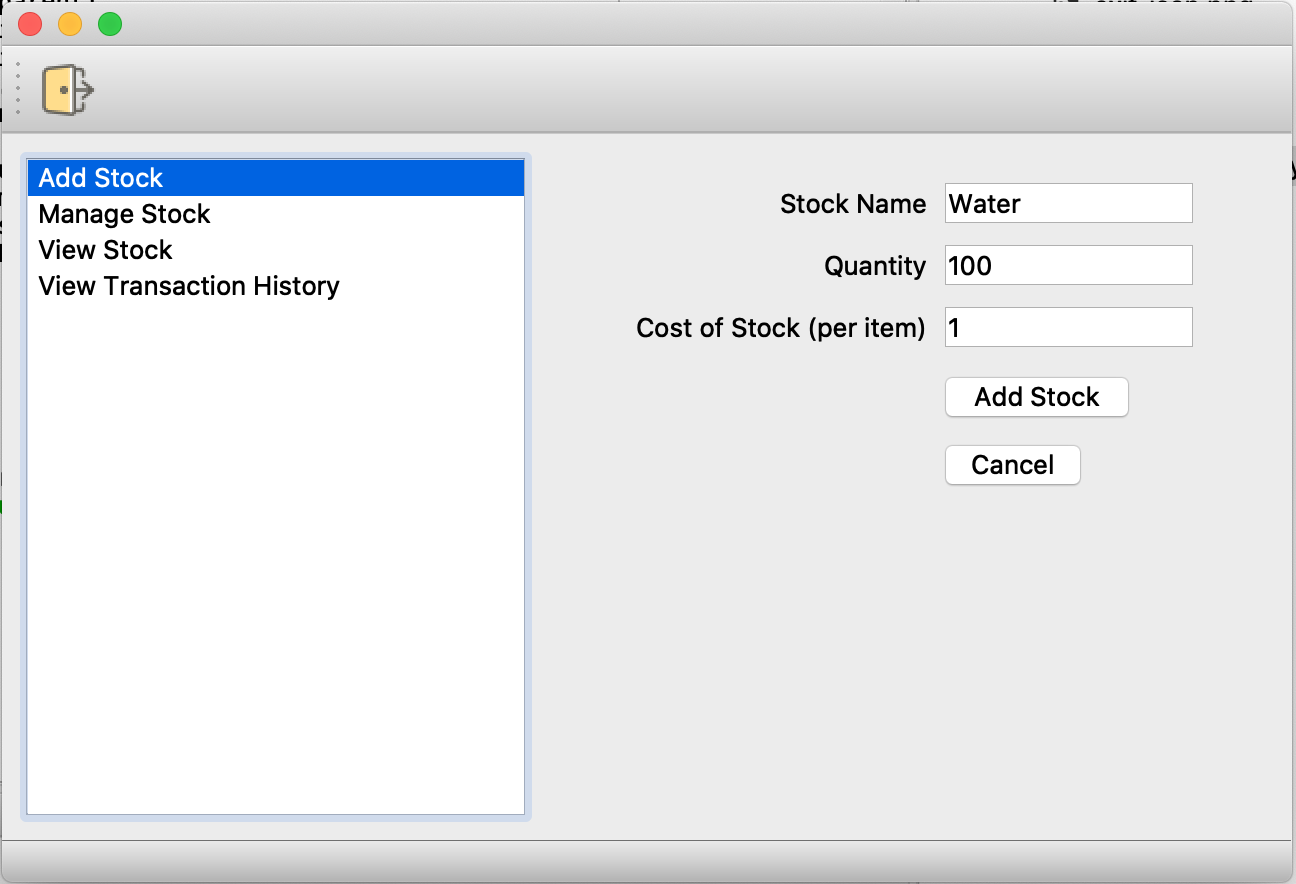 Add Stock
Manage Stock
View Stock
View Transaction History
Stock Name Water
Quantity 100
Cost of Stock (per item) 1
Add Stock
Cancel